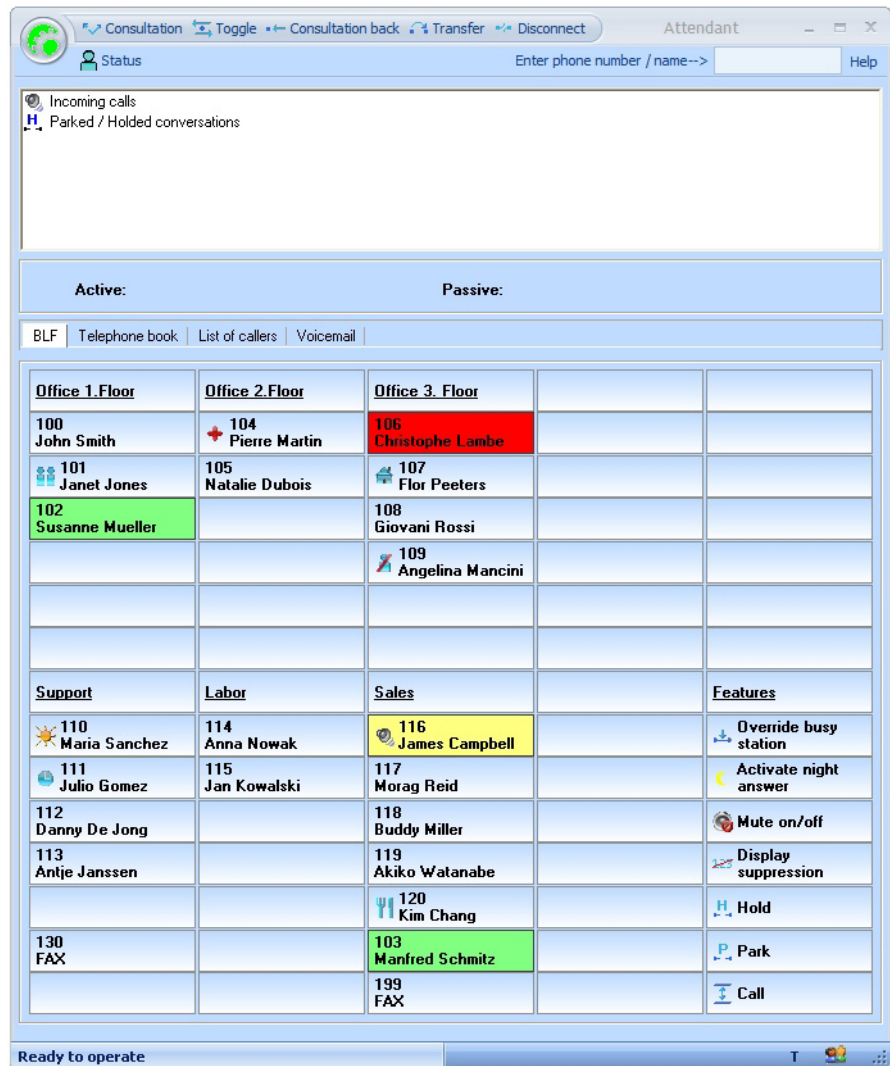 Consultation Toggle Consultation back Transfer Disconnect Attendant
Status Enter phone number / name--> Help
Incoming calls
H Parked / Holded conversations
Active: Passive:
BLF Telephone book List of callers Voicemail
Office 1.Floor Office 2.Floor Office 3. Floor
100 104 106
John Smith Pierre Martin Christophe Lambe
101 105 107
Janet Jones Natalie Dubois Flor Peeters
102 108
Susanne Mueller Giovani Rossi
109
Angelina Mancini
Support Labor Sales Features
110 114 116 Override busy
Maria Sanchez Anna Nowak James Campbell station
111 115 117 Activate night
Julio Gomez Jan Kowalski Morag Reid answer
112 118 Mute on/off
Danny De Jong Buddy Miller
113 119 123 Display
Antje Janssen Akiko Watanabe suppression
120 H Hold
Kim Chang
130 103 P Park
FAX Manfred Schmitz
199 Call
FAX
Ready to operate T